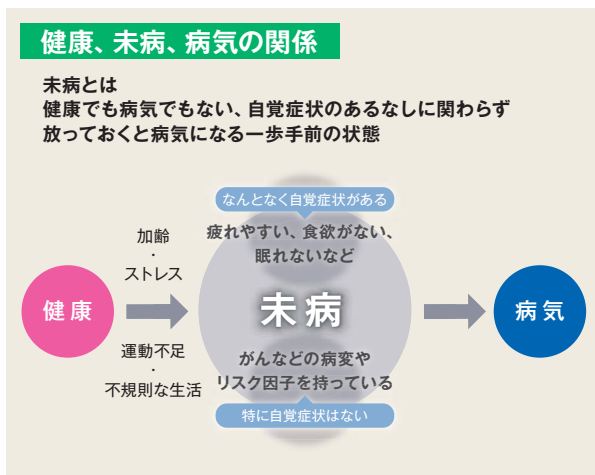 健康、未病、病気の関係
未病とは
健康でも病気でもない、自覚症状のあるなしに関わらず
放っておくと病気になる一歩手前の状態
なんとなく自覚症状がある
疲れやすい、食欲がない、
眠れないなど
加齢
・
ストレス
健康
未病
病気
運動不足
・
不規則な生活
がんなどの病変や
リスク因子を持っている
特に自覚症状はない